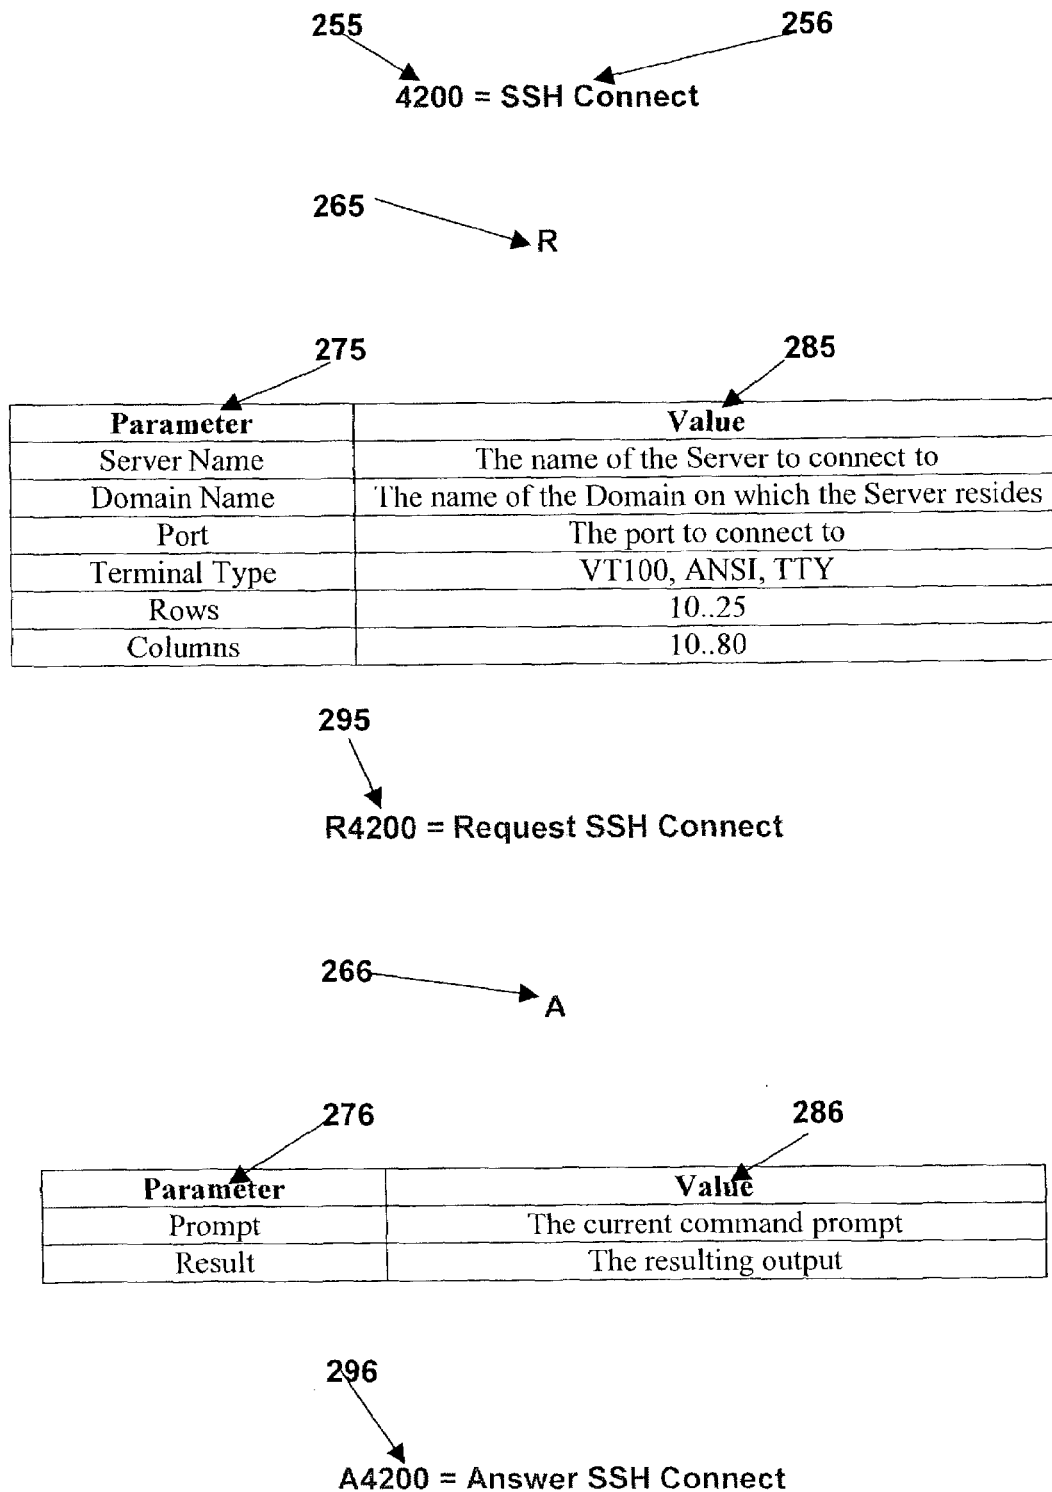 255 256
4200 = SSH Connect
265
R
275 285
Parameter Value
Server Name The name of the Server to connect to
Domain Name The name of the Domain on which the Server resides
Port The port to connect to
Terminal Type VT100, ANSI, TTY
Rows 10..25
Columns 10..80
295
R4200 = Request SSH Connect
266
A
276 286
Parameter Value
Prompt The current command prompt
Result The resulting output
296
A4200 = Answer SSH Connect